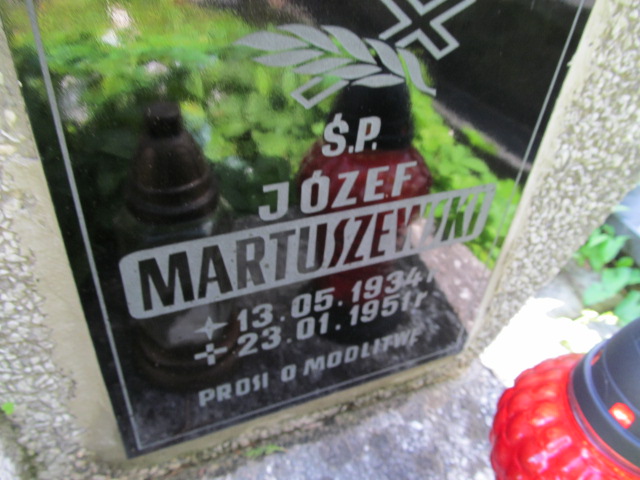 Ś.P.
JÓZEF
MARTUSZEWSKI
13.05.1934r
23.01.1951r
PROSI O MODLITWĘ